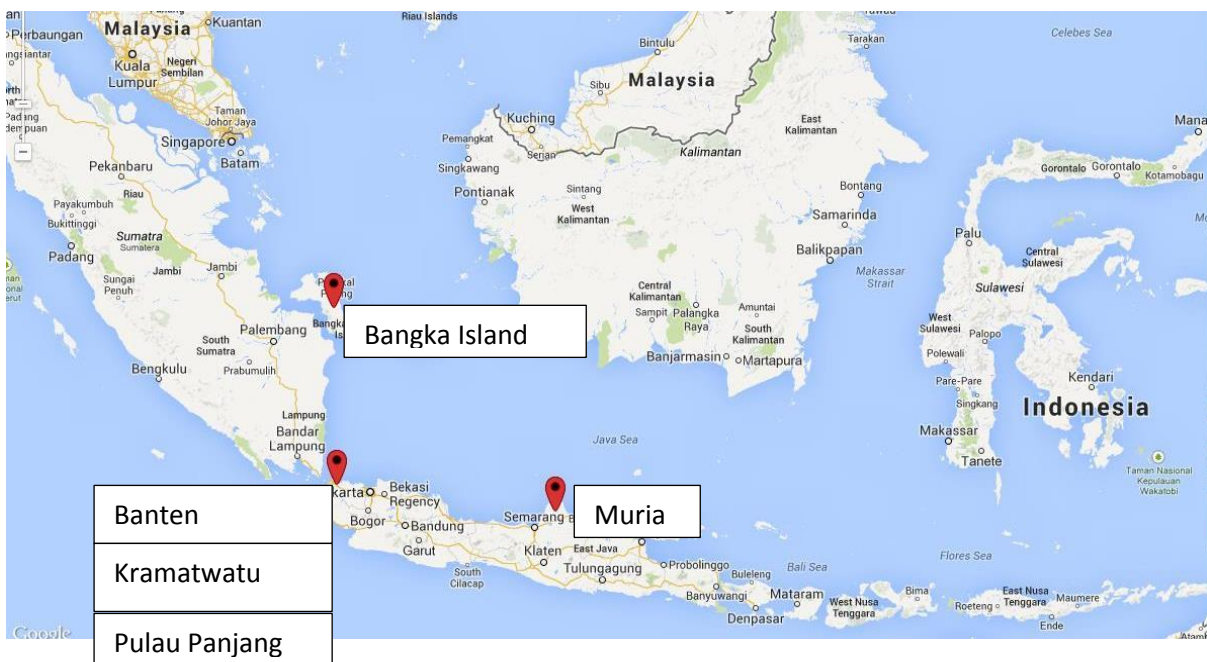 Riau Islands
Celebes Sea
Perbaungan
Malaysia
Kuantan
Tarakan
Bintulu
Kuala
Lumpur
Negeri
Sembilan
Sibu
Malaysia
Padang
Taman
Johor Jaya
Kuching
East
Kalimantan
Singapore
Batam
Pemangkat
Serian
Kalimantan
Singkawang
Gorontalo
Gorontalo
Kotamobagu
Pekanbaru
Riau
Pontianak
Sintang
West
Kalimantan
Bontang
Samarinda
Payakumbuh
Bukittinggi
Sumatra
Sumatera
Padang
Palu
Balikpapan
Central
Sulawesi
Sungai
Penuh
Jambi
Jambi
Makassar
Strait
Sulawesi
Central
Kalimantan
Sampit
Palangka
Raya
Amuntai
South
Kalimantan
West
Sulawesi
Palopo
Polewali
Palembang
South
Sumatra
Prabumulih
Bengkulu
Bangka Island
Banjarmasin
Martapura
Pare-Pare
Singkang
Kendari
Indonesia
Lampung
Bandar
Lampung
Java Sea
Makassar
Tanete
Taman Nasional
Kepulauan
Wakatobi
Bekasi
Regency
Bogor
Bandung
Garut
Semarang
Muria
Banten
Klaten
East Java
Tulungagung
Probolinggo
Buleleng
Bali Sea
Flores Sea
Kramatwatu
South
Cilacap
Banyuwangi
Mataram
Denpasar
West Nusa
Tenggara
Bima
Roeteng
East Nusa
Tenggara
Maumere
Ende
Google
Pulau Panjang